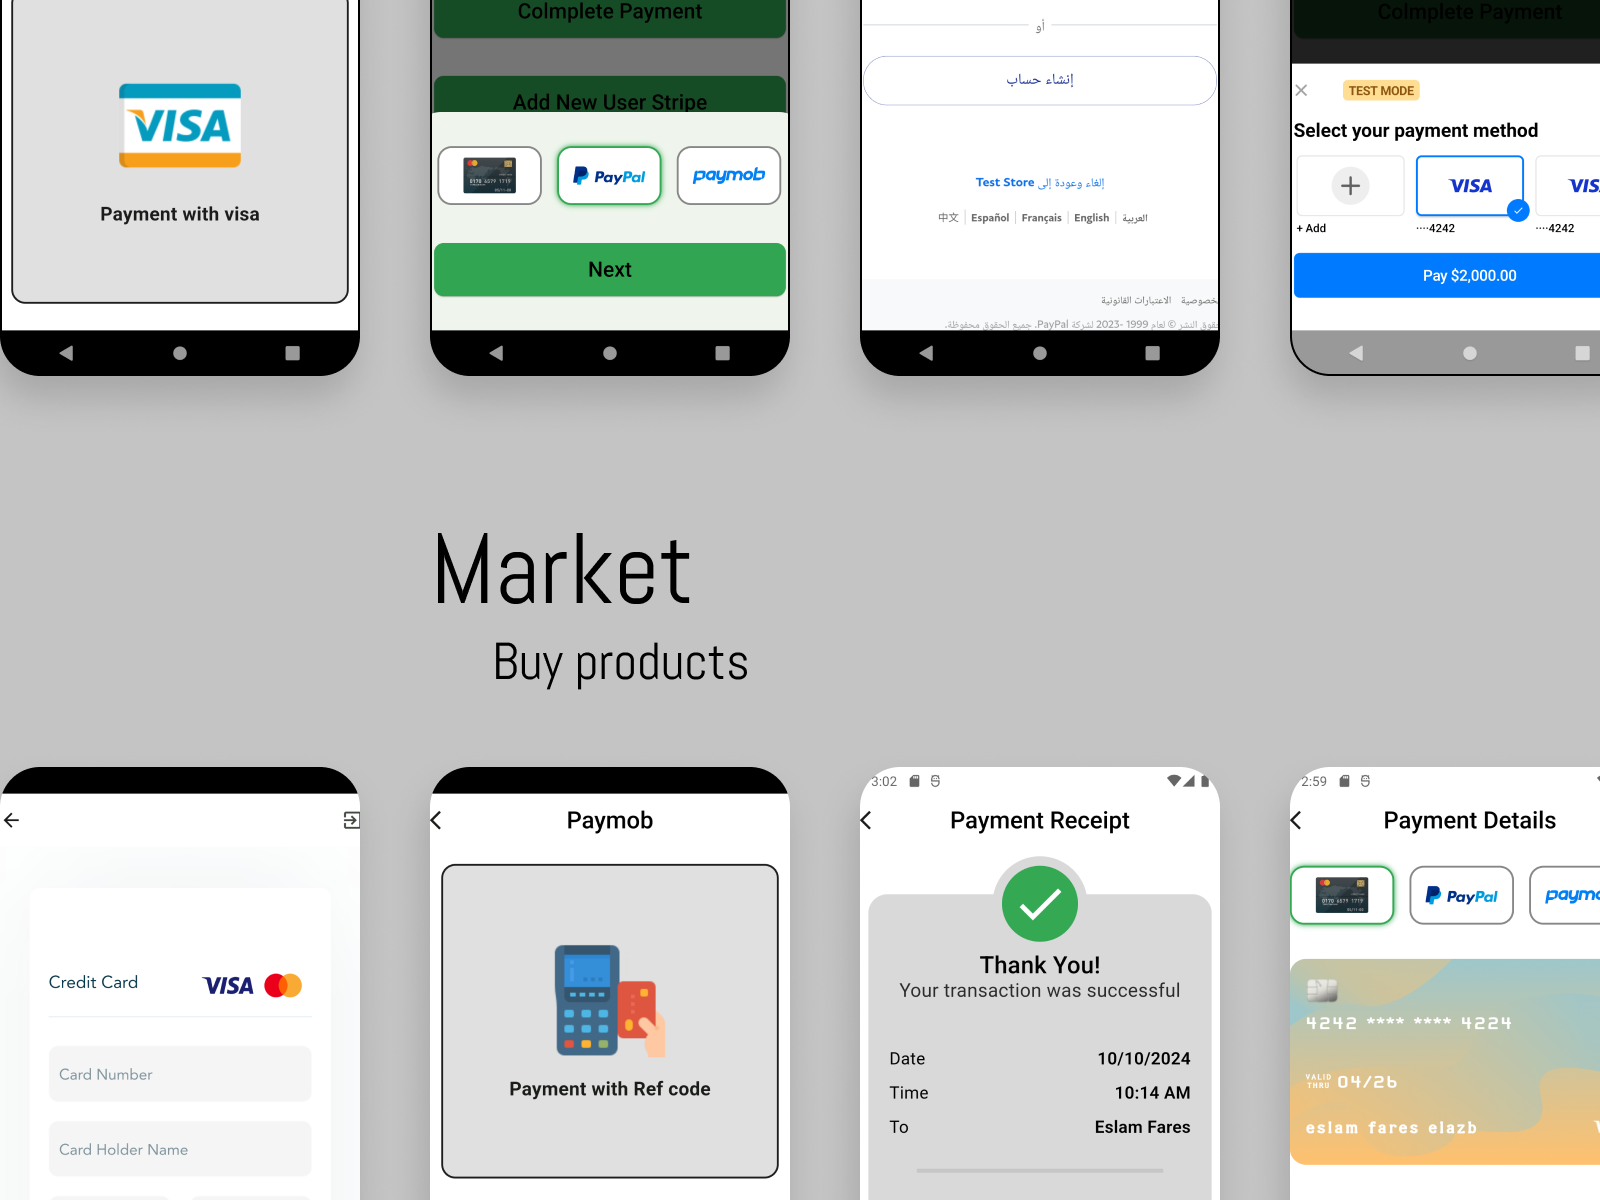 VISA
Payment with visa
Colmplete Payment
Add New User Stripe
PayPal
paymob
Next
أو
إنشاء حساب
إلغاء وعودة إلى Test Store
العربية | English | Français | Español | 中文
الاعتبارات القانونية
حقوق النشر © لعام 1999 -2023 لشركة PayPal. جميع الحقوق محفوظة.
Colmplete Payment
TEST MODE
Select your payment method
VISA
+ Add
····4242
····4242
Pay $2,000.00
Market
Buy products
Credit Card
VISA
Card Number
Card Holder Name
Paymob
Payment with Ref code
3:02
Payment Receipt
Thank You!
Your transaction was successful
Date 10/10/2024
Time 10:14 AM
To Eslam Fares
2:59
Payment Details
PayPal
4242 **** **** 4224
VALID THRU 04/26
eslam fares elazb